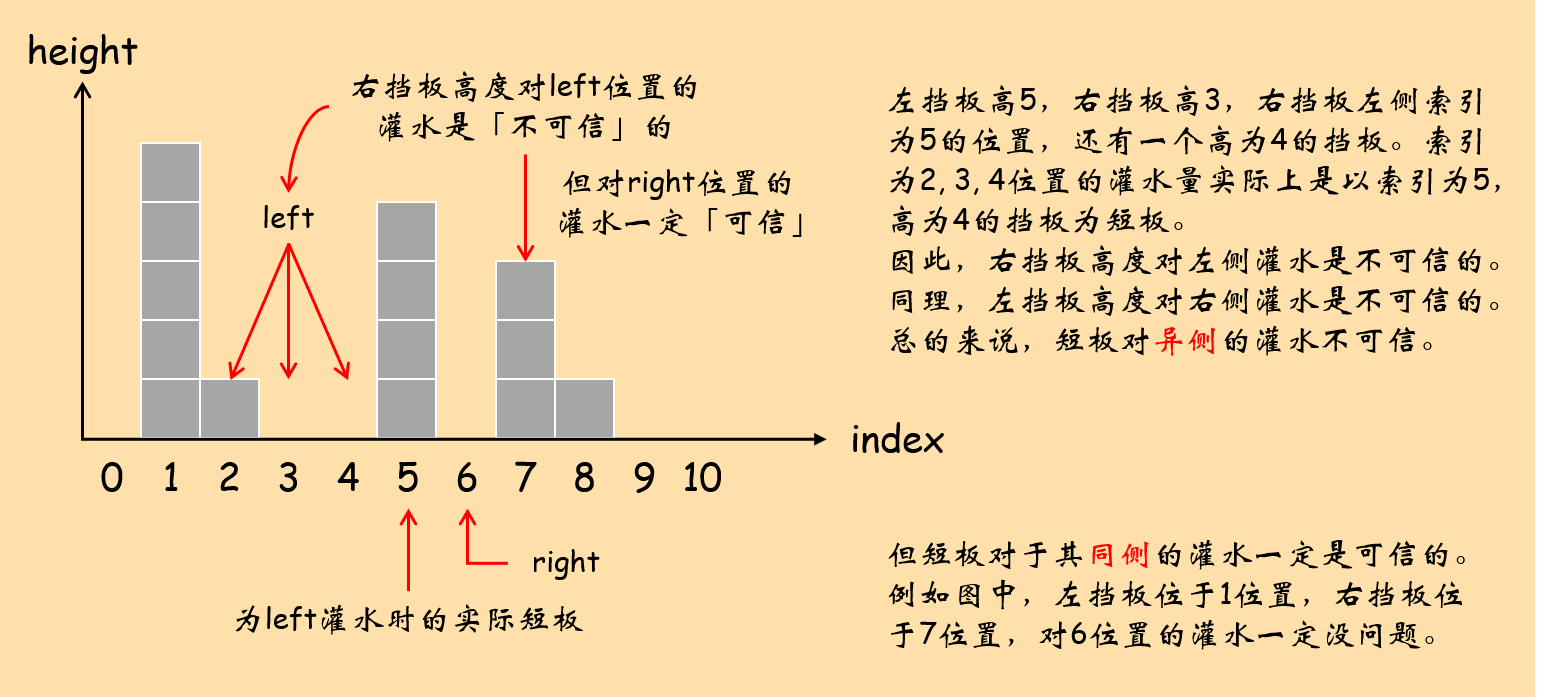 height
右挡板高度对left位置的
灌水是「不可信」的
但对right位置的
灌水一定「可信」
left
index
0 1 2 3 4 5 6 7 8 9 10
right
为left灌水时的实际短板
左挡板高5，右挡板高3，右挡板左侧索引
为5的位置，还有一个高为4的挡板。索引
为2, 3, 4位置的灌水量实际上是以索引为5，
高为4的挡板为短板。
因此，右挡板高度对左侧灌水是不可信的。
同理，左挡板高度对右侧灌水是不可信的。
总的来说，短板对异侧的灌水不可信。
但短板对于其同侧的灌水一定是可信的。
例如图中，左挡板位于1位置，右挡板位
于7位置，对6位置的灌水一定没问题。